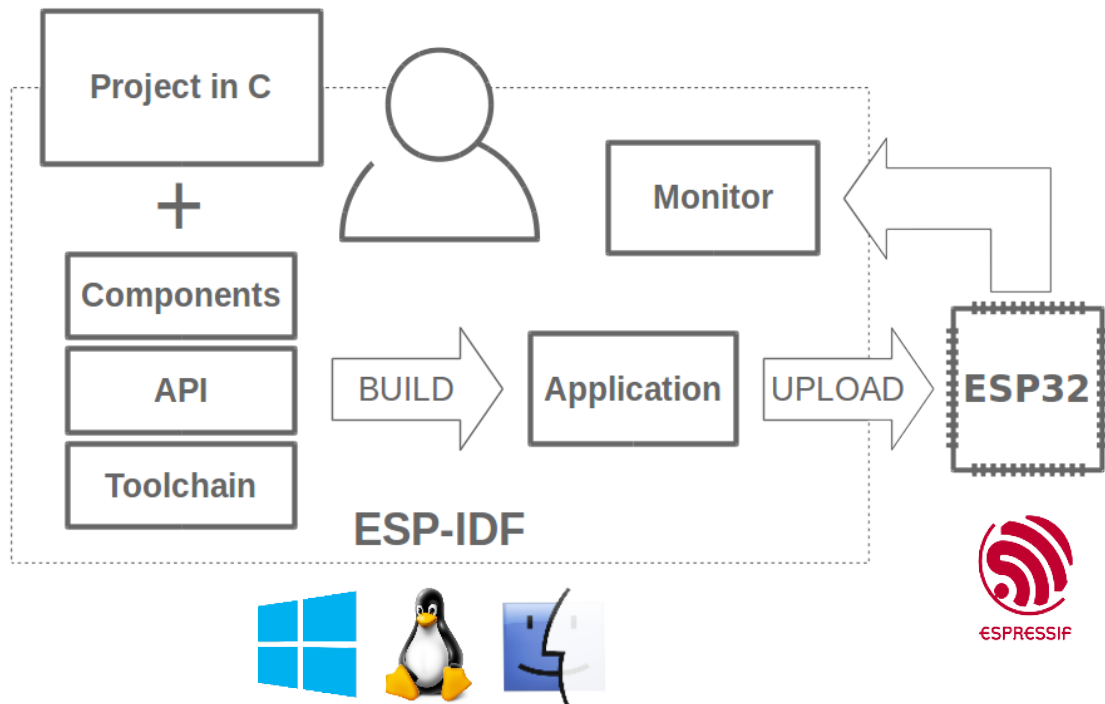 Project in C
+
Components
API
Toolchain
BUILD
Application
UPLOAD
Monitor
ESP32
ESP-IDF
ESPRESSIF